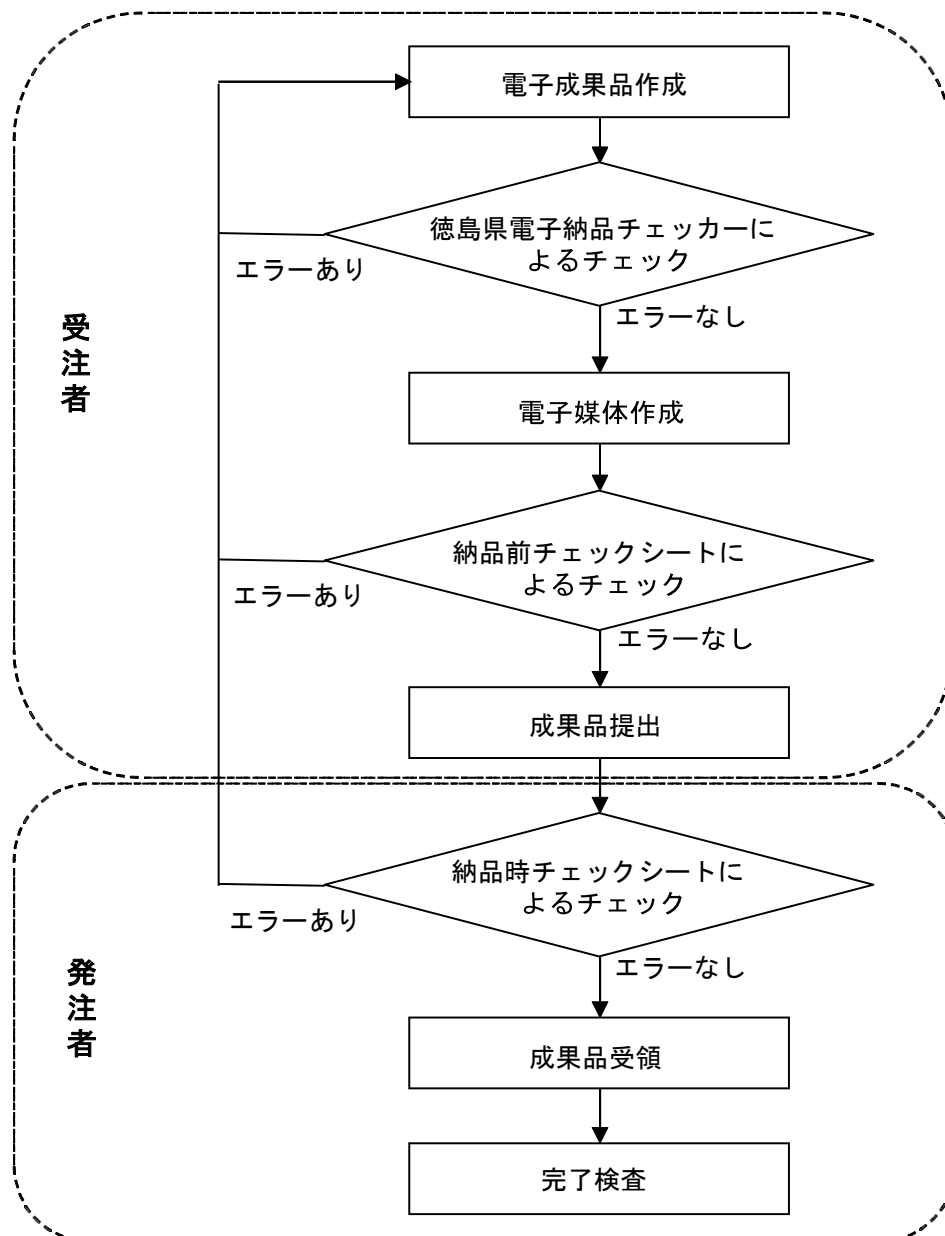 電子成果品作成
徳島県電子納品チェッカーに
よるチェック
エラーあり
エラーなし
受注者
電子媒体作成
納品前チェックシートに
よるチェック
エラーあり
エラーなし
成果品提出
納品時チェックシートに
よるチェック
エラーあり
エラーなし
発注者
成果品受領
完了検査